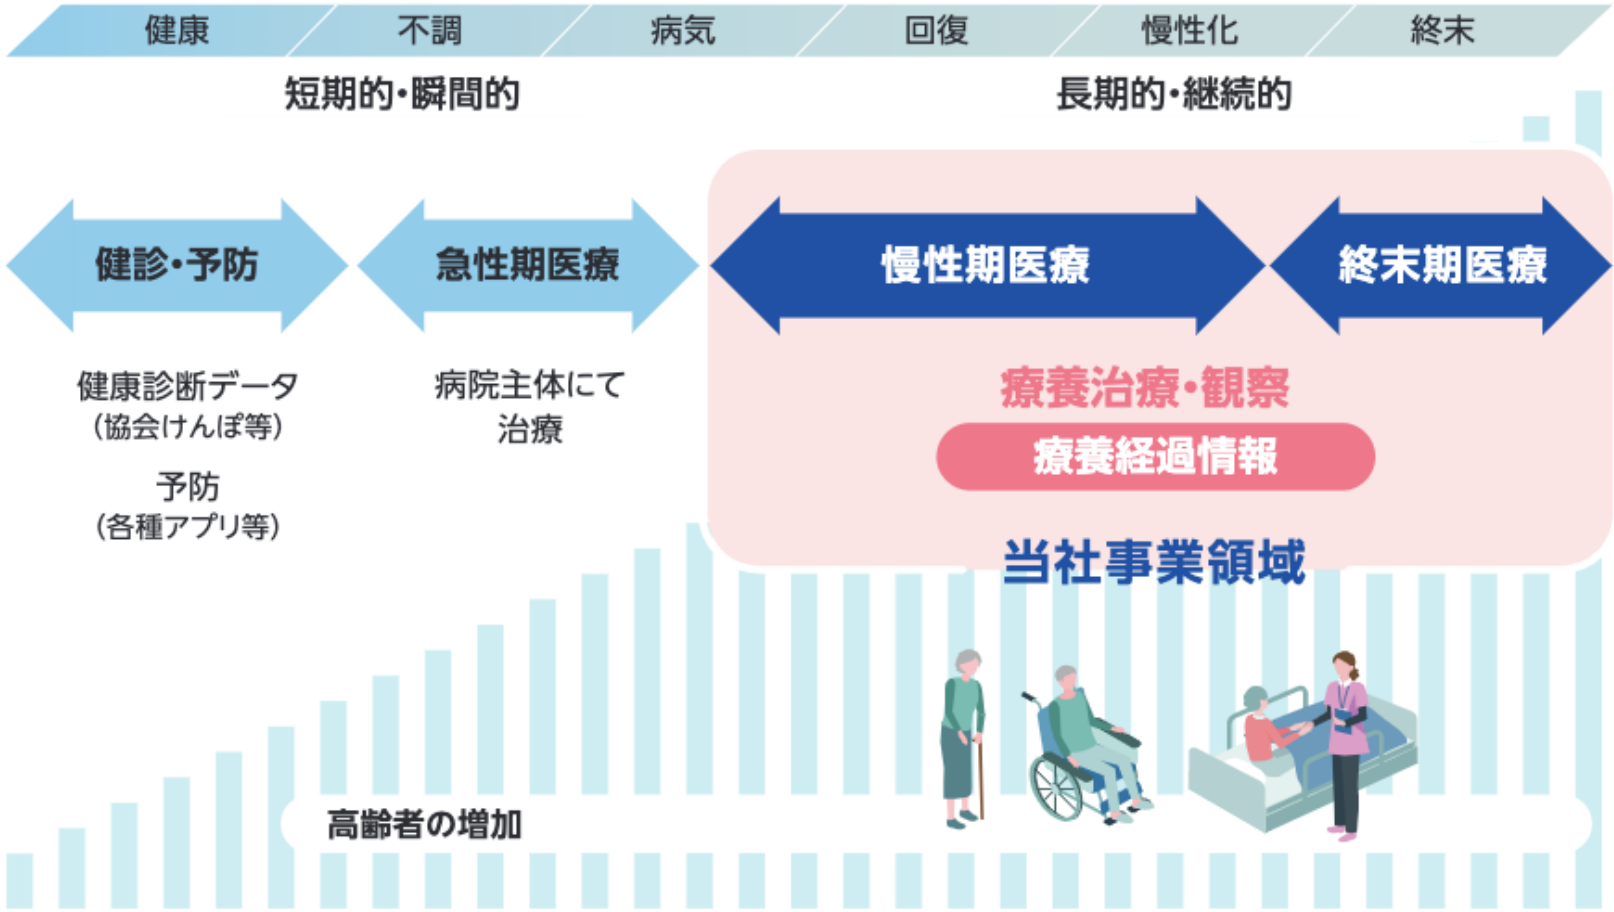 健康
不調
病気
回復
慢性化
終末
短期的・瞬間的
長期的・継続的
健診・予防
急性期医療
慢性期医療
終末期医療
健康診断データ
（協会けんぽ等）
予防
（各種アプリ等）
病院主体にて
治療
療養治療・観察
療養経過情報
当社事業領域
高齢者の増加